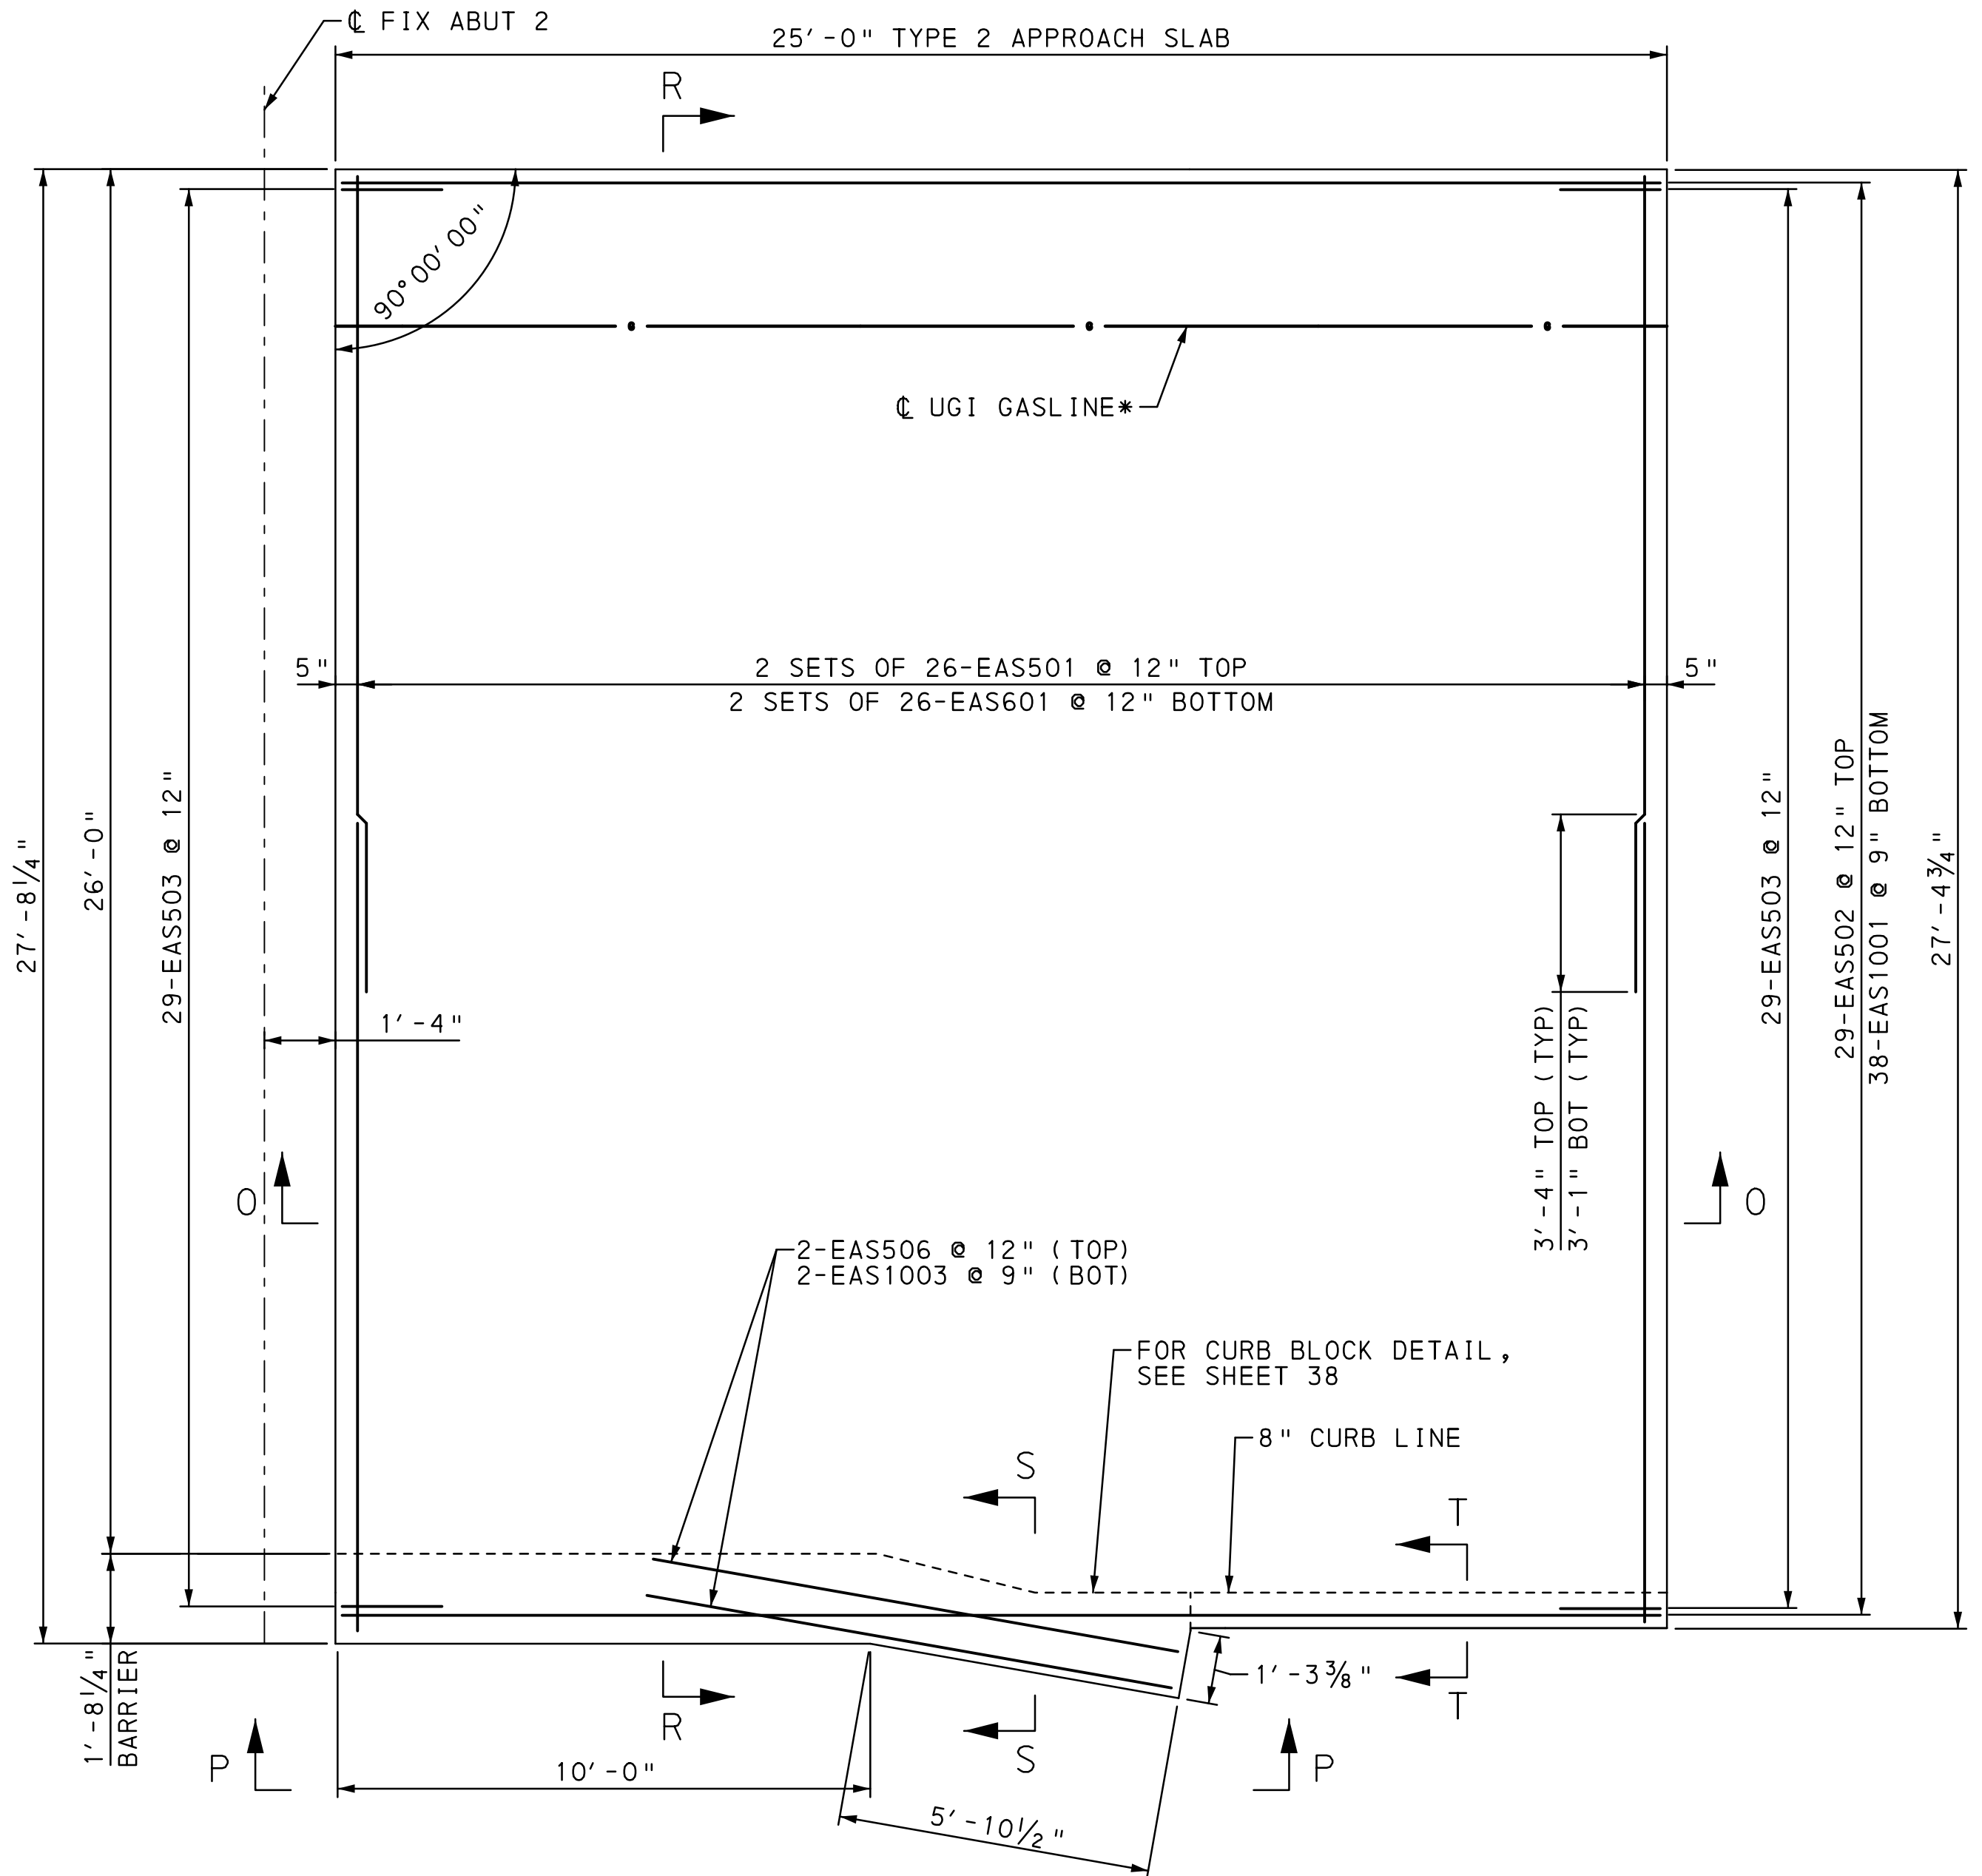 ℄ FIX ABUT 2
25'-0" TYPE 2 APPROACH SLAB
R
90°00'00"
G G G
℄ UGI GASLINE*
5"
2 SETS OF 26-EAS501 @ 12" TOP
2 SETS OF 26-EAS601 @ 12" BOTTOM
5"
27'-8¼"
26'-0"
29-EAS503 @ 12"
29-EAS503 @ 12"
29-EAS502 @ 12" TOP
38-EAS1001 @ 9" BOTTOM
27'-4¾"
1'-4"
3'-4" TOP (TYP)
3'-1" BOT (TYP)
O
O
2-EAS506 @ 12" (TOP)
2-EAS1003 @ 9" (BOT)
FOR CURB BLOCK DETAIL,
SEE SHEET 38
8" CURB LINE
S
T
1'-8¼"
BARRIER
1'-3⅜"
R
S
T
P
P
10'-0"
5'-10½"